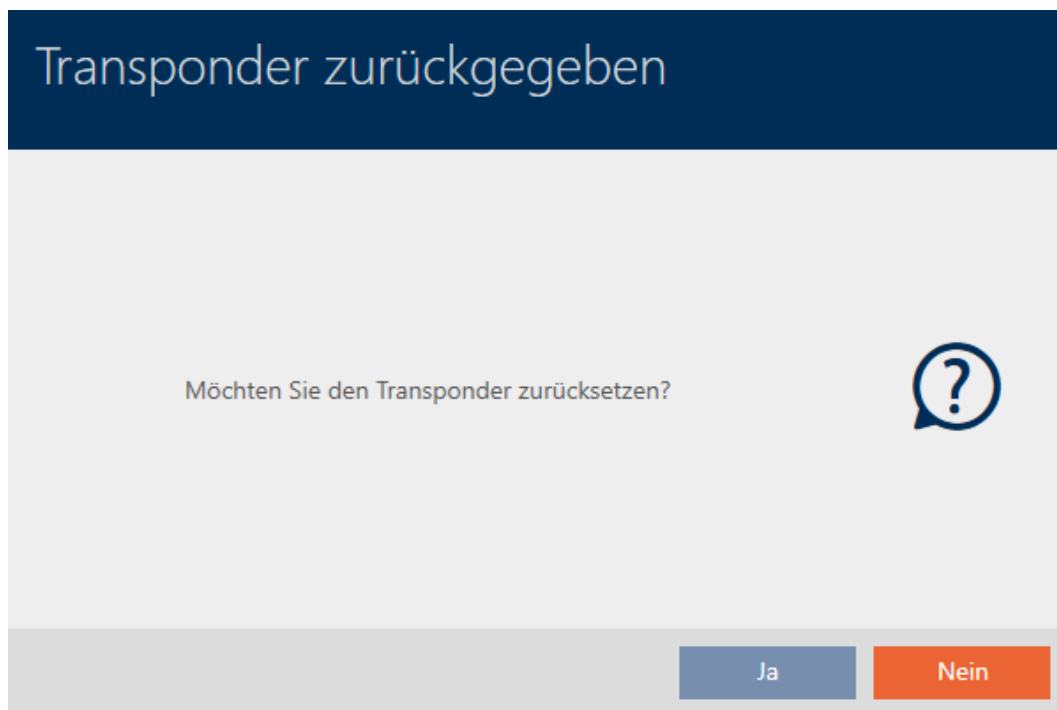 Transponder zurückgegeben
Möchten Sie den Transponder zurücksetzen?
?
Ja
Nein